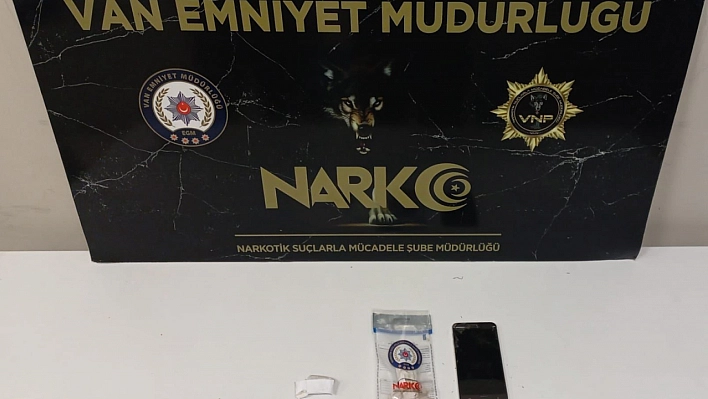 VAN EMNİYET MÜDÜRLÜĞÜ
VAN EMNİYET MÜDÜRLÜĞÜ
EGM
VNP
NARKO
NARKOTİK SUÇLARLA MÜCADELE ŞUBE MÜDÜRLÜĞÜ
NARKO